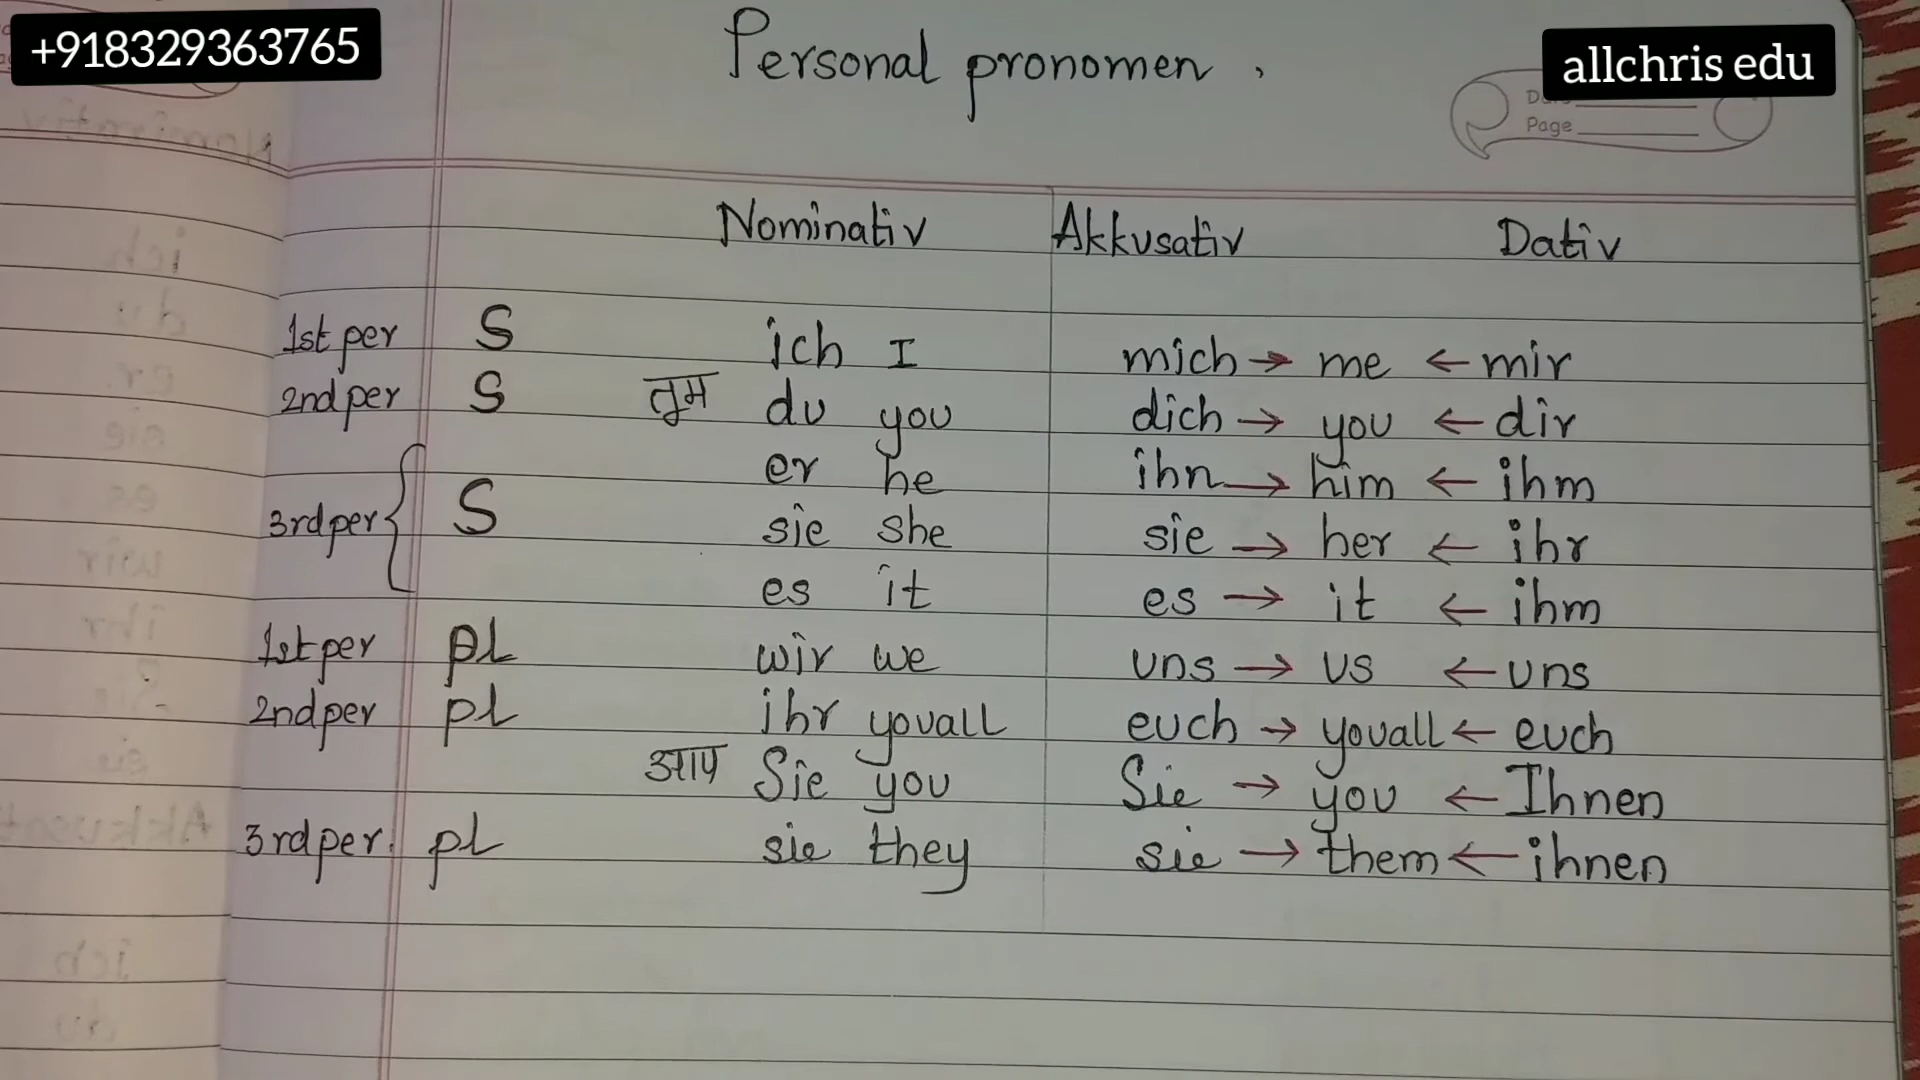 +918329363765
allchris edu
Personal pronomen ,
Page
Nominativ Akkusativ Dativ
1st per S ich I mich → me ← mir
2nd per S तुम du you dich → you ← dir
er he ihn → him ← ihm
3rd per { S sie she sie → her ← ihr
es it es → it ← ihm
1st per pl wir we uns → us ← uns
2nd per pl ihr youall euch → youall ← euch
आप Sie you Sie → you ← Ihnen
3rd per. pl sie they sie → them ← ihnen